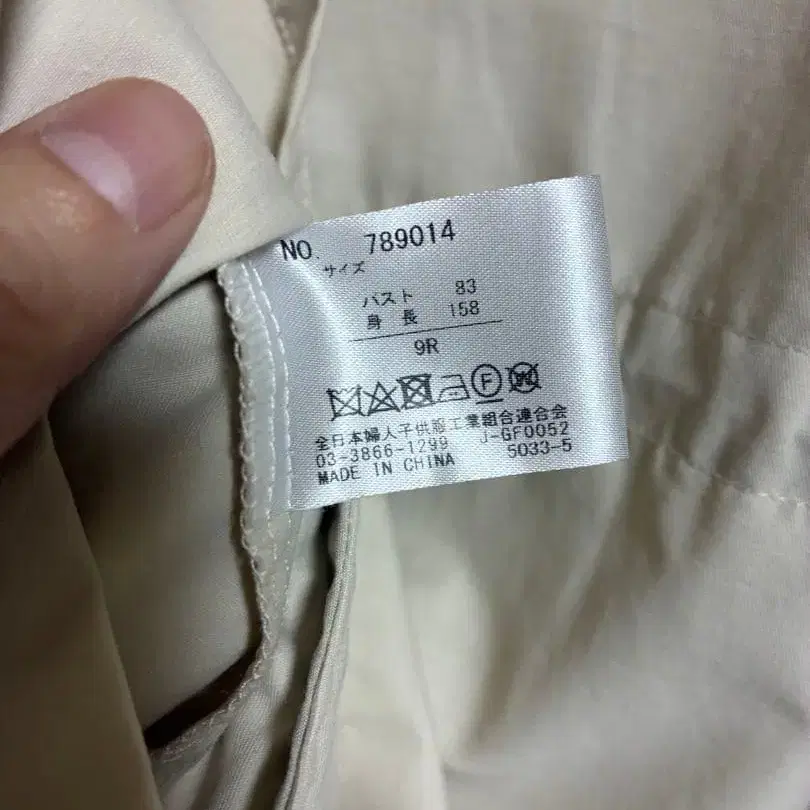 NO. 789014
サイズ
バスト 83
身長 158
9R
F W
全日本婦人子供服工業組合連合会
03-3866-1299 J-GF0052
MADE IN CHINA 5033-5